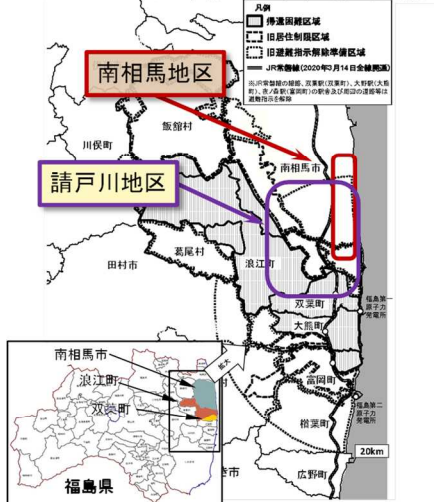 凡例
帰還困難区域
旧居住制限区域
旧避難指示解除準備区域
JR常磐線(2020年3月14日全線開通)
※JR常磐線の線路、双葉駅(双葉町)、大野駅(大熊
町)、夜ノ森駅(富岡町)の駅舎及び周辺の道路等は
避難指示を解除
南相馬地区
飯舘村
川俣町
南相馬市
請戸川地区
葛尾村
田村市
浪江町
双葉町
福島第一
原子力
発電所
大熊町
拡大
富岡町
福島第二
原子力
発電所
楢葉町
20km
広野町
き市
南相馬市
浪江町
双葉町
福島県